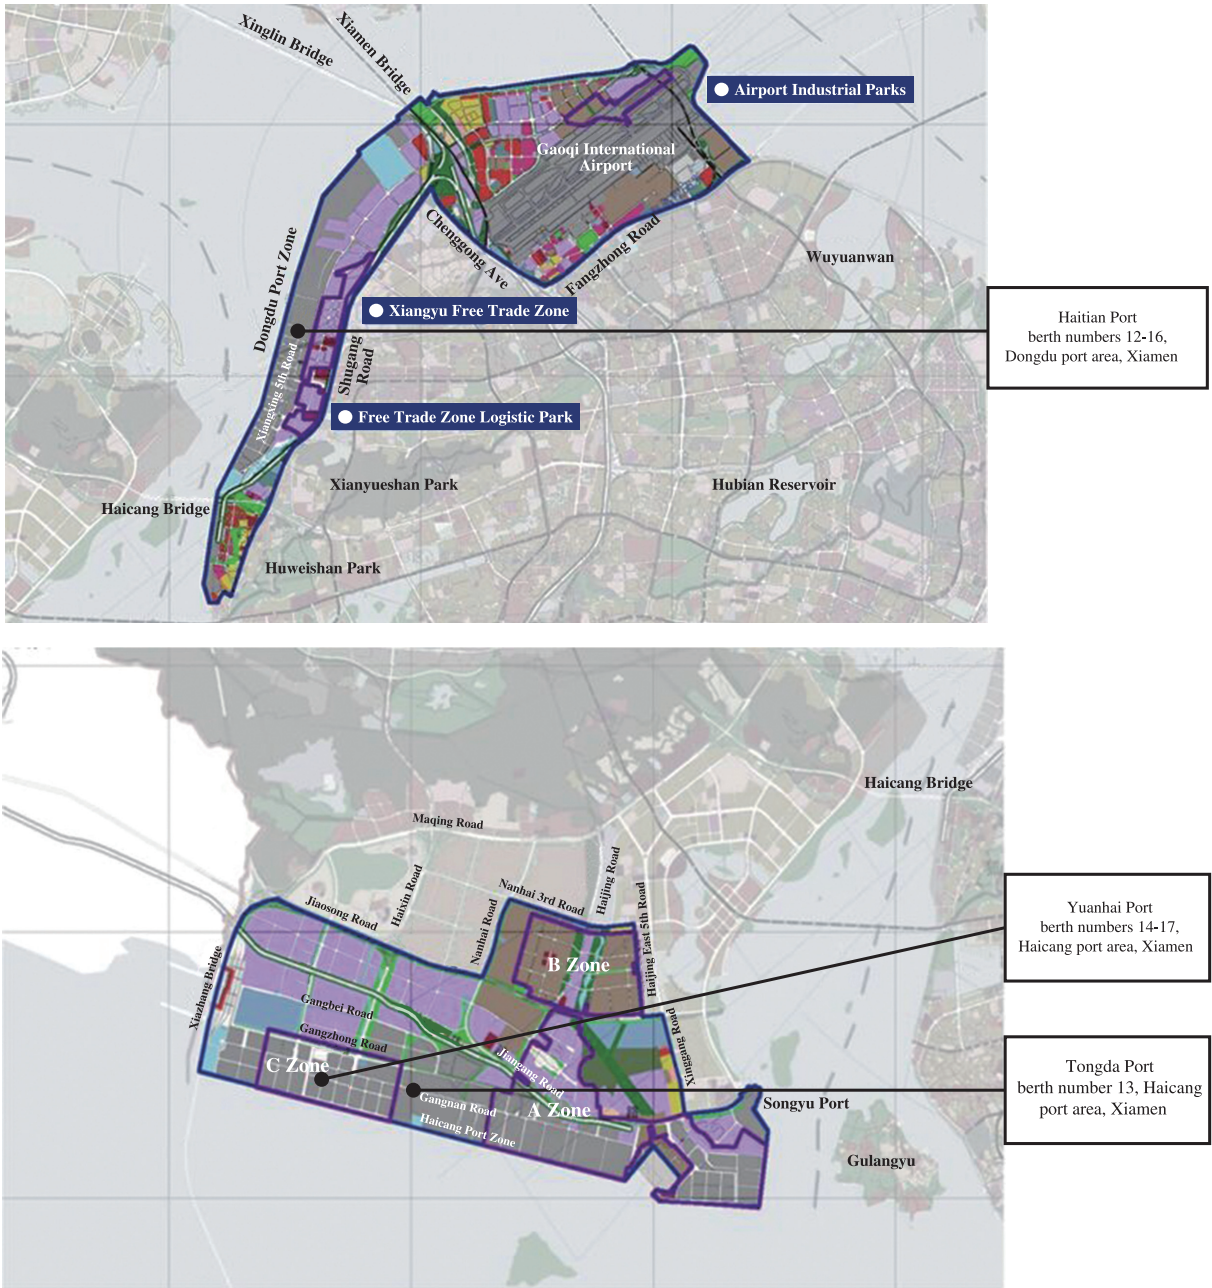 Xinglin Bridge
Xiamen Bridge
Airport Industrial Parks
Gaoqi International
Airport
Dongdu Port Zone
Chenggong Ave
Fangzhong Road
Wuyuanwan
Xiangyu Free Trade Zone
Haitian Port
berth numbers 12-16,
Dongdu port area, Xiamen
Xiangxing 5th Road
Shugang
Road
Free Trade Zone Logistic Park
Xianyueshan Park
Hubian Reservoir
Haicang Bridge
Huweishan Park
Haicang Bridge
Maqing Road
Haixin Road
Haijing Road
Nanhai 3rd Road
Jiaosong Road
Nanhai Road
Haijing East 5th Road
Yuanhai Port
berth numbers 14-17,
Haicang port area, Xiamen
B Zone
Xiazhang Bridge
Gangbei Road
Gangzhong Road
Xinggang Road
C Zone
Jiangang Road
Tongda Port
berth number 13, Haicang
port area, Xiamen
Gangnan Road
A Zone
Songyu Port
Haicang Port Zone
Gulangyu